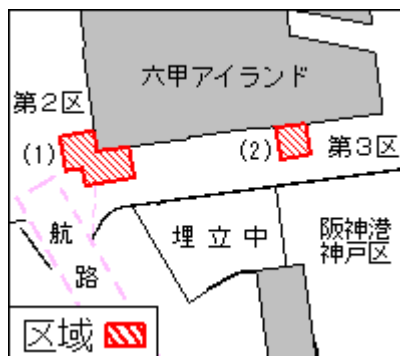 六甲アイランド
第2区
(1)
(2)
第3区
航
路
埋立中
阪神港
神戸区
区域